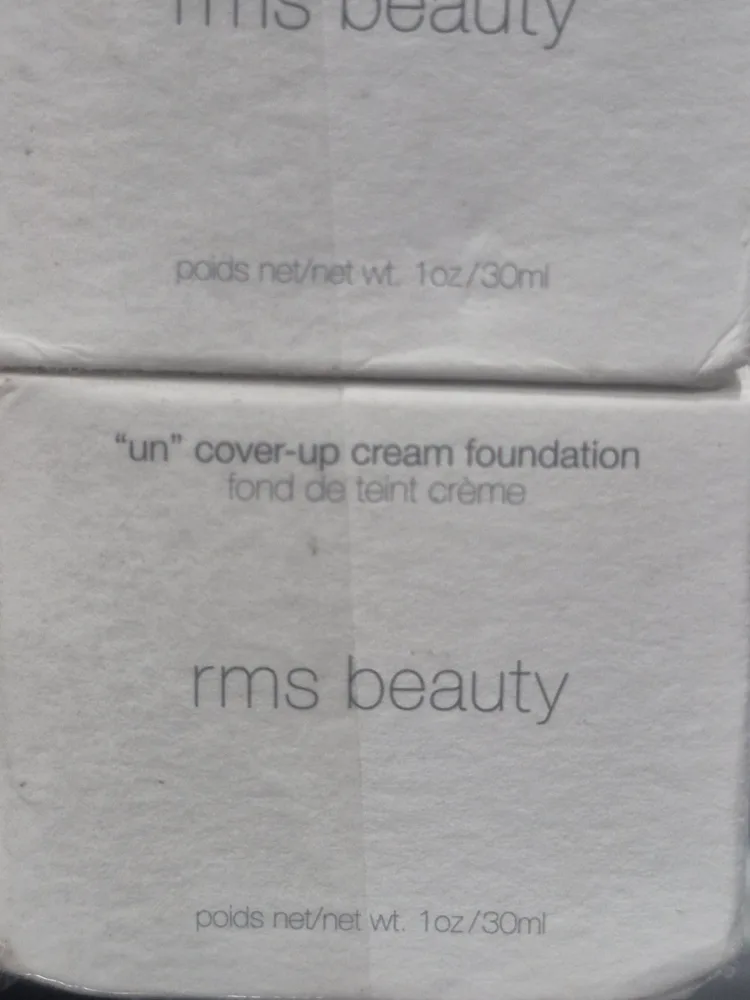 rms beauty
poids net/net wt. 1oz/30ml
“un” cover-up cream foundation
fond de teint crème
rms beauty
poids net/net wt. 1oz/30ml